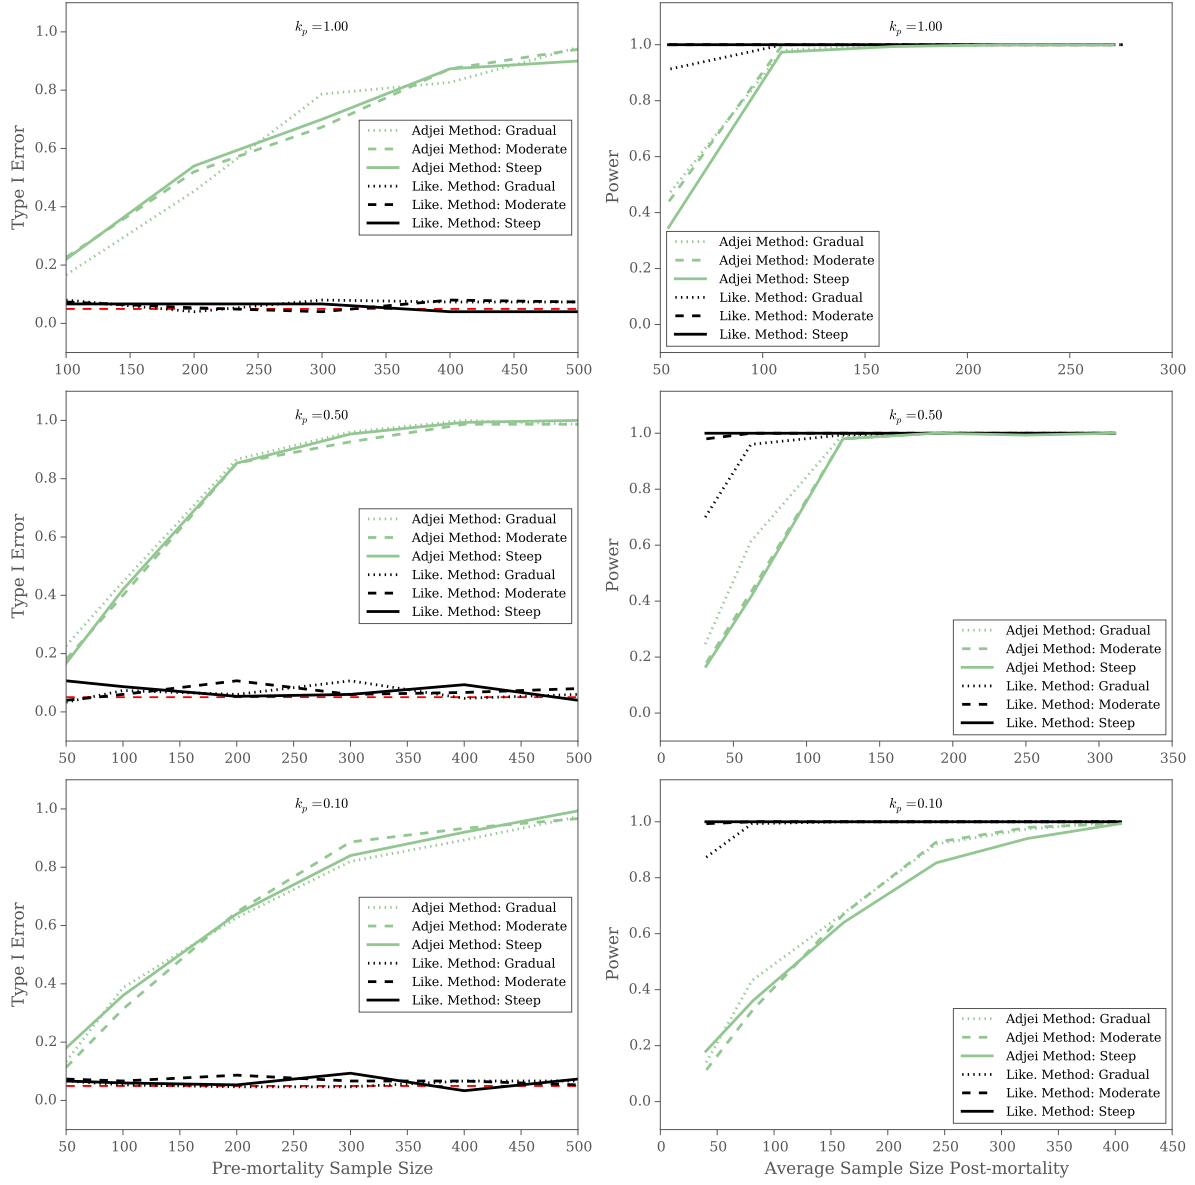 k_p = 1.00
1.0
0.8
0.6
0.4
0.2
0.0
Type I Error
Adjei Method: Gradual
Adjei Method: Moderate
Adjei Method: Steep
Like. Method: Gradual
Like. Method: Moderate
Like. Method: Steep
100 150 200 250 300 350 400 450 500
k_p = 1.00
1.0
0.8
0.6
0.4
0.2
0.0
Power
Adjei Method: Gradual
Adjei Method: Moderate
Adjei Method: Steep
Like. Method: Gradual
Like. Method: Moderate
Like. Method: Steep
50 100 150 200 250 300
k_p = 0.50
1.0
0.8
0.6
0.4
0.2
0.0
Type I Error
Adjei Method: Gradual
Adjei Method: Moderate
Adjei Method: Steep
Like. Method: Gradual
Like. Method: Moderate
Like. Method: Steep
50 100 150 200 250 300 350 400 450 500
k_p = 0.50
1.0
0.8
0.6
0.4
0.2
0.0
Power
Adjei Method: Gradual
Adjei Method: Moderate
Adjei Method: Steep
Like. Method: Gradual
Like. Method: Moderate
Like. Method: Steep
0 50 100 150 200 250 300 350
k_p = 0.10
1.0
0.8
0.6
0.4
0.2
0.0
Type I Error
Adjei Method: Gradual
Adjei Method: Moderate
Adjei Method: Steep
Like. Method: Gradual
Like. Method: Moderate
Like. Method: Steep
50 100 150 200 250 300 350 400 450 500
Pre-mortality Sample Size
k_p = 0.10
1.0
0.8
0.6
0.4
0.2
0.0
Power
Adjei Method: Gradual
Adjei Method: Moderate
Adjei Method: Steep
Like. Method: Gradual
Like. Method: Moderate
Like. Method: Steep
0 50 100 150 200 250 300 350 400 450
Average Sample Size Post-mortality